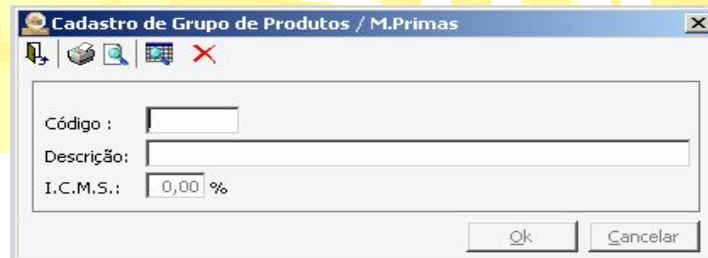 Cadastro de Grupo de Produtos / M.Primas
Código :
Descrição:
I.C.M.S.: 0,00 %
Ok Cancelar